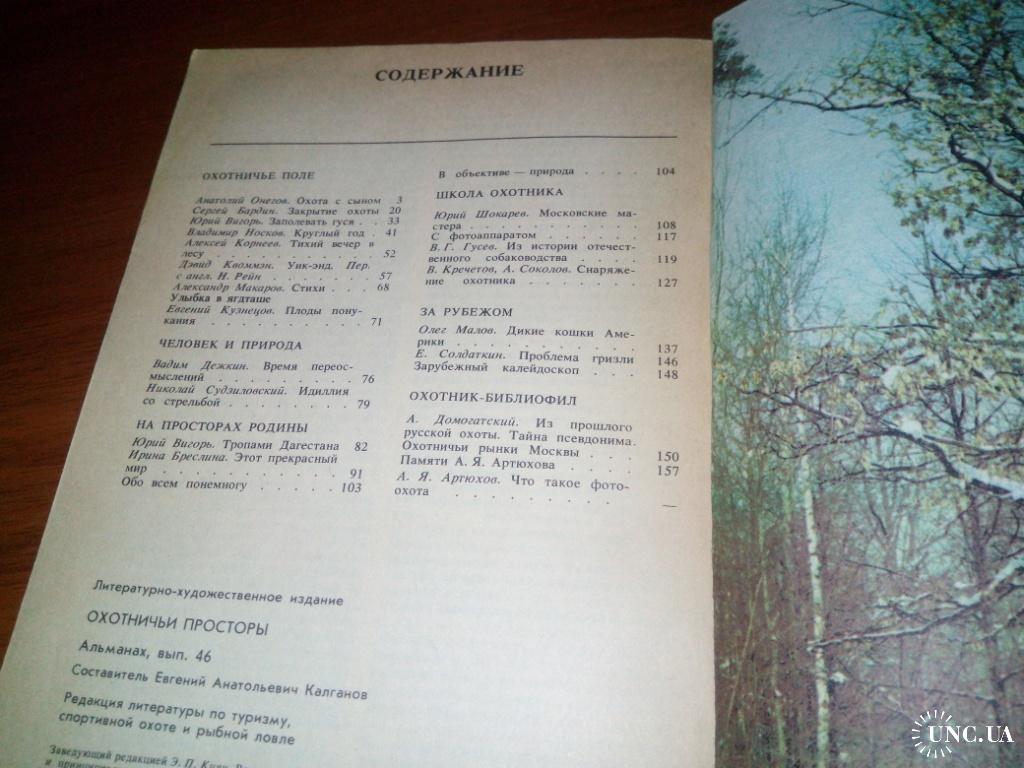 СОДЕРЖАНИЕ
ОХОТНИЧЬЕ ПОЛЕ
Анатолий Онегов. Охота с сыном 3
Сергей Бардин. Закрытие охоты 20
Юрий Вигорь. Заполевать гуся . . 33
Владимир Носков. Круглый год . 41
Алексей Корнеев. Тихий вечер в
лесу . . . . . . . . . . 52
Дэвид Квоммэн. Уик-энд. Пер.
с англ. Н. Рейн . . . . . . . 57
Александр Макаров. Стихи . . . 68
Улыбка в ягдташе
Евгений Кузнецов. Плоды пону-
кания . . . . . . . . . 71
ЧЕЛОВЕК И ПРИРОДА
Вадим Дежкин. Время переос-
мыслений . . . . . . . . 76
Николай Судзиловский. Идиллия
со стрельбой . . . . . . . 79
НА ПРОСТОРАХ РОДИНЫ
Юрий Вигорь. Тропами Дагестана 82
Ирина Бреслина. Этот прекрасный
мир . . . . . . . . . . 91
Обо всем понемногу . . . . . 103
В объективе — природа . . . . 104
ШКОЛА ОХОТНИКА
Юрий Шокарев. Московские ма-
стера . . . . . . . . . . 108
С фотоаппаратом . . . . . . 117
В. Г. Гусев. Из истории отечест-
венного собаководства . . . . 119
В. Кречетов, А. Соколов. Снаряже-
ние охотника . . . . . . . 127
ЗА РУБЕЖОМ
Олег Малов. Дикие кошки Аме-
рики . . . . . . . . . . 137
Е. Солдаткин. Проблема гризли 146
Зарубежный калейдоскоп . . . 148
ОХОТНИК-БИБЛИОФИЛ
А. Домогатский. Из прошлого
русской охоты. Тайна псевдонима.
Охотничьи рынки Москвы . . . . 150
Памяти А. Я. Артюхова . . . . 157
А. Я. Артюхов. Что такое фото-
охота . . . . . . . . . —
Литературно-художественное издание
ОХОТНИЧЬИ ПРОСТОРЫ
Альманах, вып. 46
Составитель Евгений Анатольевич Калганов
Редакция литературы по туризму,
спортивной охоте и рыбной ловле
Заведующий редакцией Э. П. Киян
UNC.UA